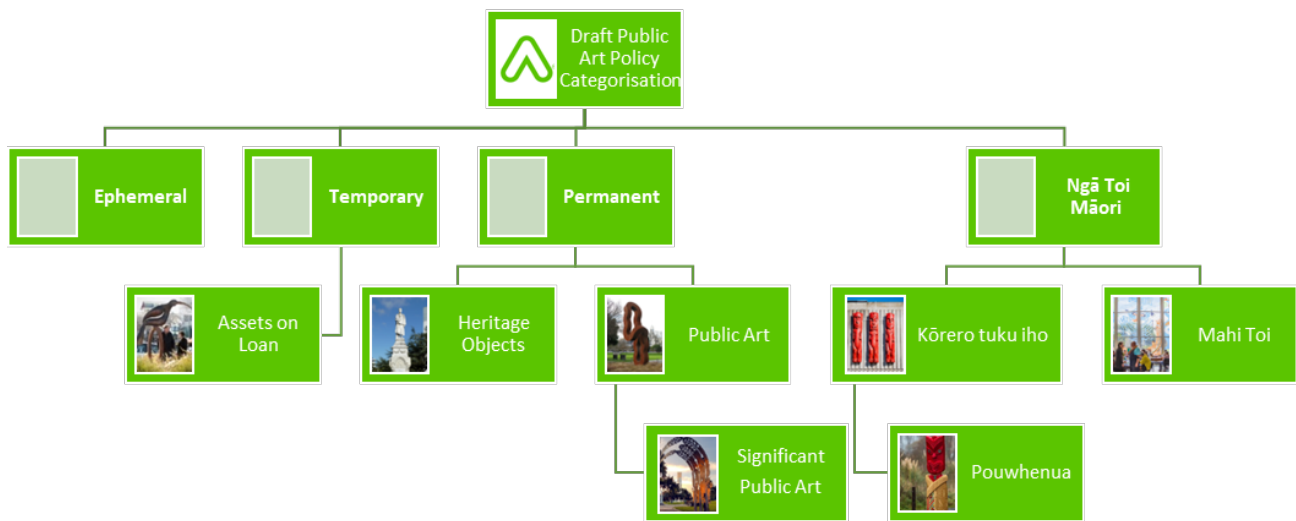 Draft Public
Art Policy
Categorisation
Ephemeral
Temporary
Permanent
Ngā Toi
Māori
Assets on
Loan
Heritage
Objects
Public Art
Kōrero tuku iho
Mahi Toi
Significant
Public Art
Pouwhenua